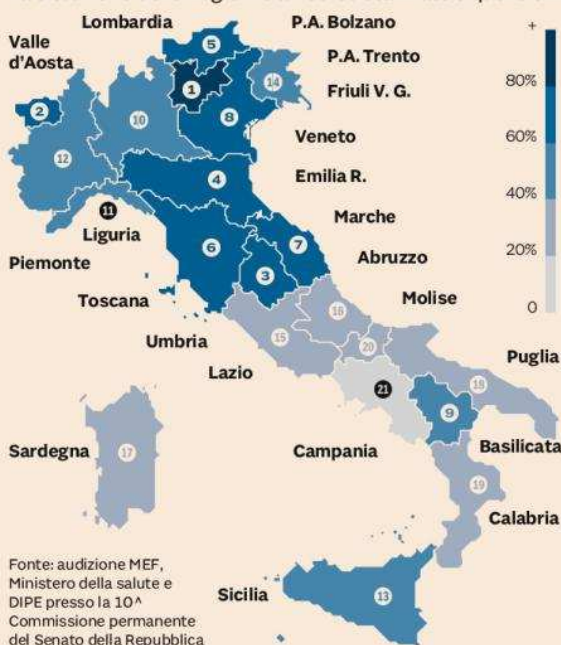 Lombardia
P.A. Bolzano
+
Valle
d'Aosta
5
P.A. Trento
1
14
80%
Friuli V. G.
2
10
8
60%
Veneto
12
4
Emilia R.
40%
11
Marche
Liguria
6
7
20%
Abruzzo
Piemonte
3
Molise
0
Toscana
16
Umbria
15
20
Puglia
Lazio
21
18
9
Sardegna
17
Campania
Basilicata
19
Calabria
Fonte: audizione MEF,
Ministero della salute e
DIPE presso la 10^
Commissione permanente
del Senato della Repubblica
Sicilia
13